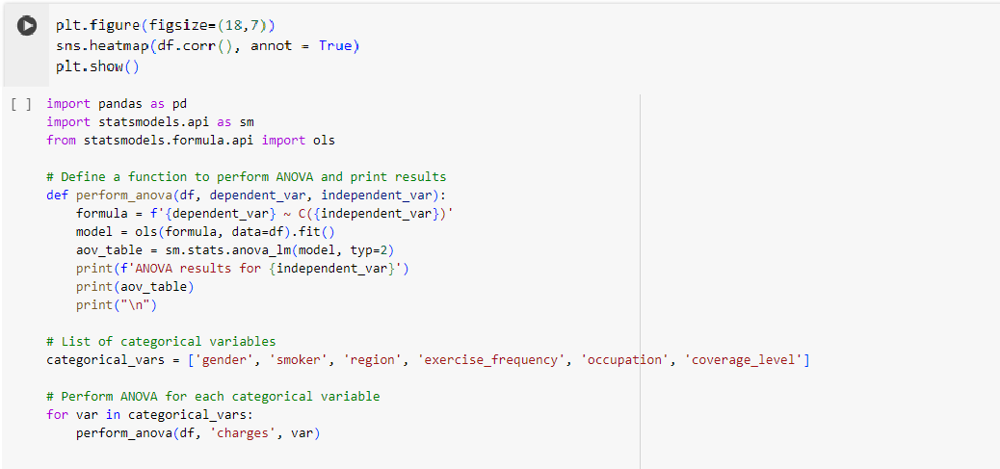 plt.figure(figsize=(18,7))
sns.heatmap(df.corr(), annot = True)
plt.show()
[ ] import pandas as pd
import statsmodels.api as sm
from statsmodels.formula.api import ols
# Define a function to perform ANOVA and print results
def perform_anova(df, dependent_var, independent_var):
    formula = f'{dependent_var} ~ C({independent_var})'
    model = ols(formula, data=df).fit()
    aov_table = sm.stats.anova_lm(model, typ=2)
    print(f'ANOVA results for {independent_var}')
    print(aov_table)
    print("\n")
# List of categorical variables
categorical_vars = ['gender', 'smoker', 'region', 'exercise_frequency', 'occupation', 'coverage_level']
# Perform ANOVA for each categorical variable
for var in categorical_vars:
    perform_anova(df, 'charges', var)